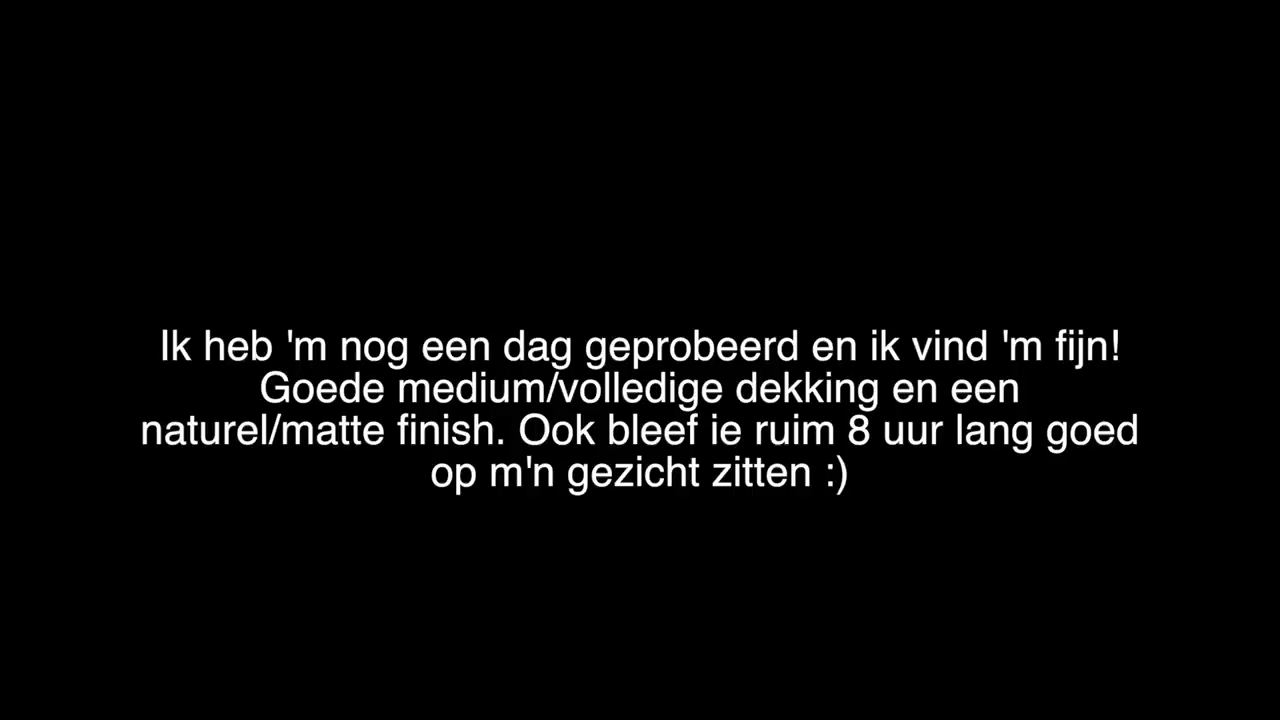 Ik heb 'm nog een dag geprobeerd en ik vind 'm fijn!
Goede medium/volledige dekking en een
naturel/matte finish. Ook bleef ie ruim 8 uur lang goed
op m'n gezicht zitten :)